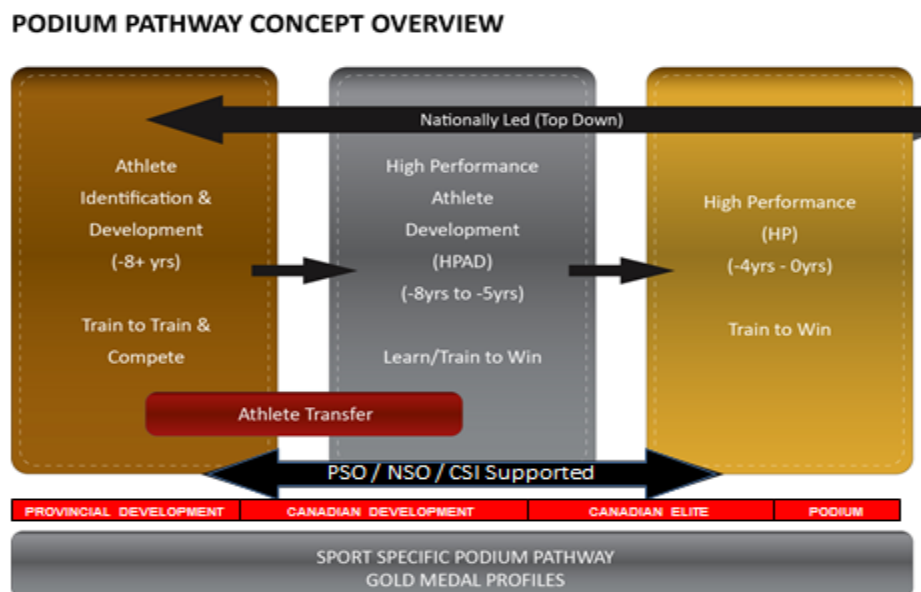 PODIUM PATHWAY CONCEPT OVERVIEW
Nationally Led (Top Down)
Athlete
Identification &
Development
(-8+ yrs)
Train to Train &
Compete
High Performance
Athlete
Development
(HPAD)
(-8yrs to -5yrs)
Learn/Train to Win
High Performance
(HP)
(-4yrs - 0yrs)
Train to Win
Athlete Transfer
PSO / NSO / CSI Supported
PROVINCIAL DEVELOPMENT
CANADIAN DEVELOPMENT
CANADIAN ELITE
PODIUM
SPORT SPECIFIC PODIUM PATHWAY
GOLD MEDAL PROFILES